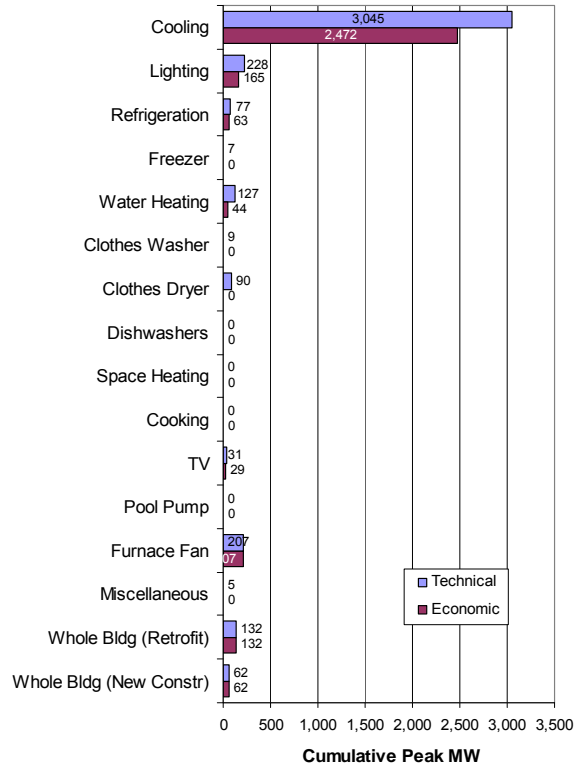 Cooling
3,045
2,472
Lighting
228
165
Refrigeration
77
63
Freezer
7
0
Water Heating
127
44
Clothes Washer
9
0
Clothes Dryer
90
0
Dishwashers
0
0
Space Heating
0
0
Cooking
0
0
TV
31
29
Pool Pump
0
0
Furnace Fan
207
07
Miscellaneous
5
0
Technical
Economic
Whole Bldg (Retrofit)
132
132
Whole Bldg (New Constr)
62
62
0 500 1,000 1,500 2,000 2,500 3,000 3,500
Cumulative Peak MW